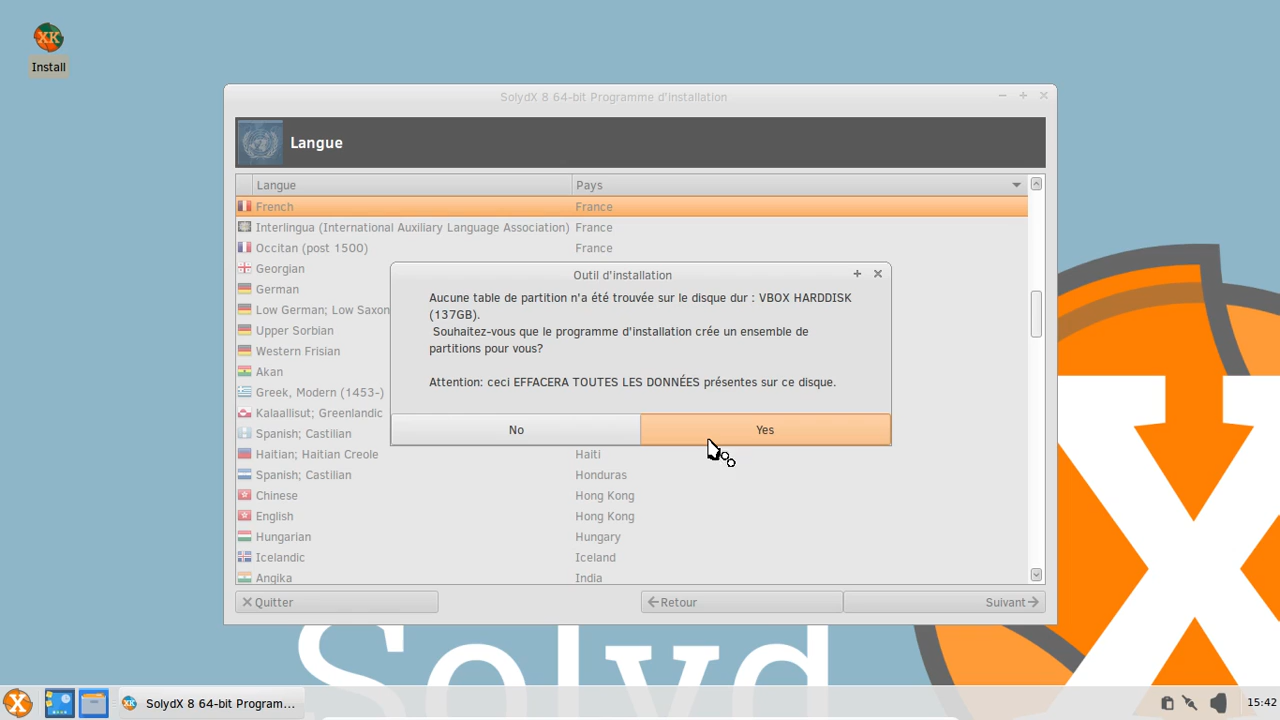 Install
SolydX 8 64-bit Programme d'installation
Langue
Langue Pays
French France
Interlingua (International Auxiliary Language Association) France
Occitan (post 1500) France
Georgian
German
Low German; Low Saxon
Upper Sorbian
Western Frisian
Akan
Greek, Modern (1453-)
Kalaallisut; Greenlandic
Spanish; Castilian
Haitian; Haitian Creole Haiti
Spanish; Castilian Honduras
Chinese Hong Kong
English Hong Kong
Hungarian Hungary
Icelandic Iceland
Angika India
Outil d'installation
Aucune table de partition n'a été trouvée sur le disque dur : VBOX HARDDISK
(137GB).
Souhaitez-vous que le programme d'installation crée un ensemble de
partitions pour vous?
Attention: ceci EFFACERA TOUTES LES DONNÉES présentes sur ce disque.
No Yes
Quitter Retour Suivant
Solyd
X
SolydX 8 64-bit Program... 15:42